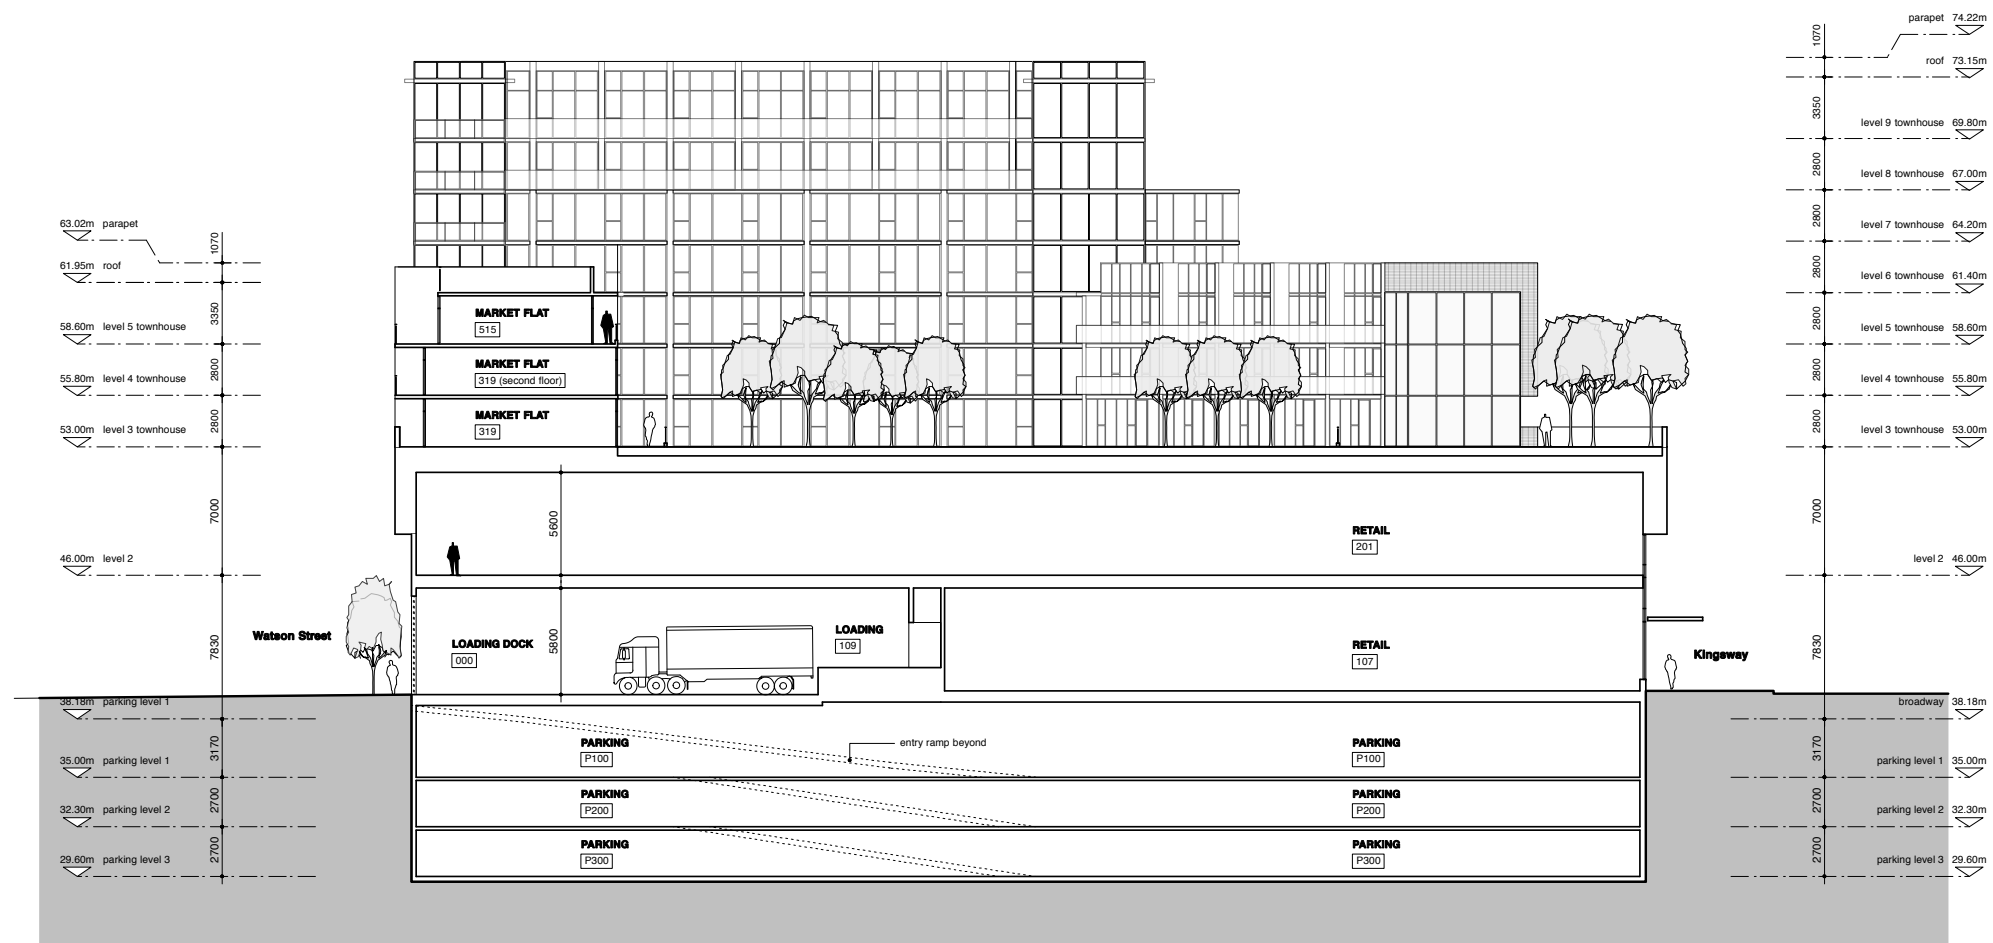 parapet 74.22m
1070
roof 73.15m
3350
level 9 townhouse 69.80m
2800
level 8 townhouse 67.00m
2800
level 7 townhouse 64.20m
2800
level 6 townhouse 61.40m
2800
level 5 townhouse 58.60m
2800
level 4 townhouse 55.80m
2800
level 3 townhouse 53.00m
7000
level 2 46.00m
7830
broadway 38.18m
3170
parking level 1 35.00m
2700
parking level 2 32.30m
2700
parking level 3 29.60m
63.02m parapet
1070
61.95m roof
3350
58.60m level 5 townhouse
2800
55.80m level 4 townhouse
2800
53.00m level 3 townhouse
7000
46.00m level 2
7830
38.18m parking level 1
3170
35.00m parking level 1
2700
32.30m parking level 2
2700
29.60m parking level 3
MARKET FLAT
515
MARKET FLAT
319 (second floor)
MARKET FLAT
319
5600
RETAIL
201
Watson Street
LOADING DOCK
000
5800
LOADING
109
RETAIL
107
Kingsway
PARKING
P100
entry ramp beyond
PARKING
P100
PARKING
P200
PARKING
P200
PARKING
P300
PARKING
P300